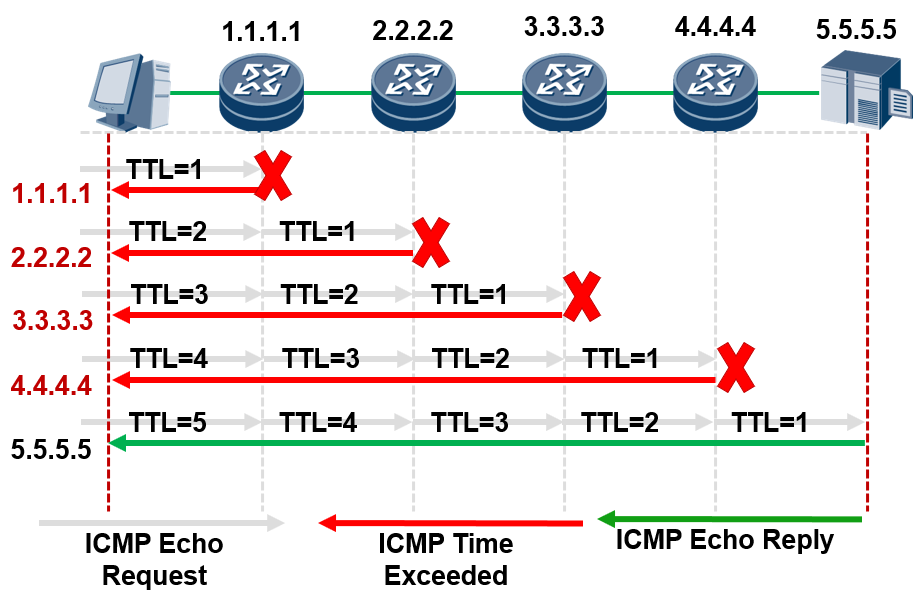 1.1.1.1 2.2.2.2 3.3.3.3 4.4.4.4 5.5.5.5
TTL=1
1.1.1.1
TTL=2 TTL=1
2.2.2.2
TTL=3 TTL=2 TTL=1
3.3.3.3
TTL=4 TTL=3 TTL=2 TTL=1
4.4.4.4
TTL=5 TTL=4 TTL=3 TTL=2 TTL=1
5.5.5.5
ICMP Echo
Request
ICMP Time
Exceeded
ICMP Echo Reply